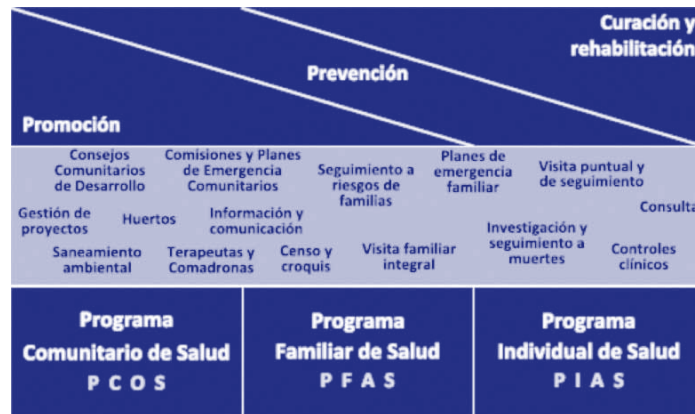 Curación y
rehabilitación
Prevención
Promoción
Consejos
Comunitarios
de Desarrollo
Comisiones y Planes
de Emergencia
Comunitarios
Seguimiento a
riesgos de
familias
Planes de
emergencia
familiar
Visita puntual y
de seguimiento
Consulta
Gestión de
proyectos
Huertos
Información y
comunicación
Investigación y
seguimiento a
muertes
Saneamiento
ambiental
Terapeutas y
Comadronas
Censo y
croquis
Visita familiar
integral
Controles
clínicos
Programa
Comunitario de Salud
P C O S
Programa
Familiar de Salud
P F A S
Programa
Individual de Salud
P I A S